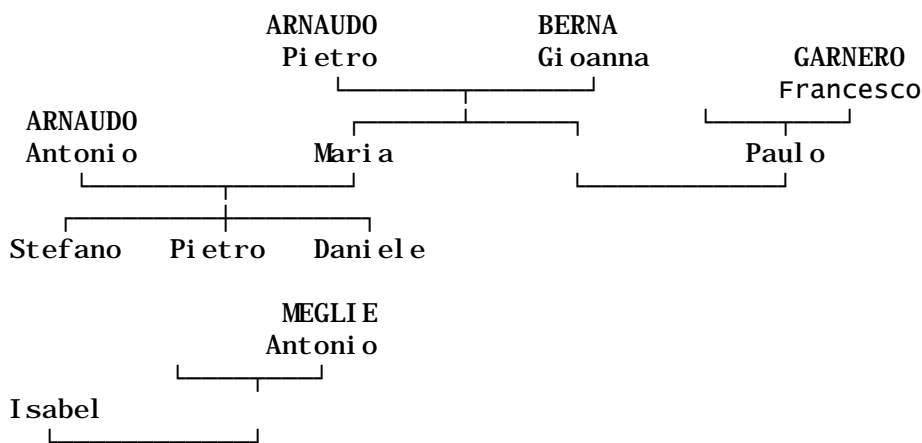 ARNAUDO BERNA
Pietro Gioanna GARNERO
Francesco
ARNAUDO
Antonio Maria Paulo
Stefano Pietro Daniele
MEGLIE
Antonio
Isabel